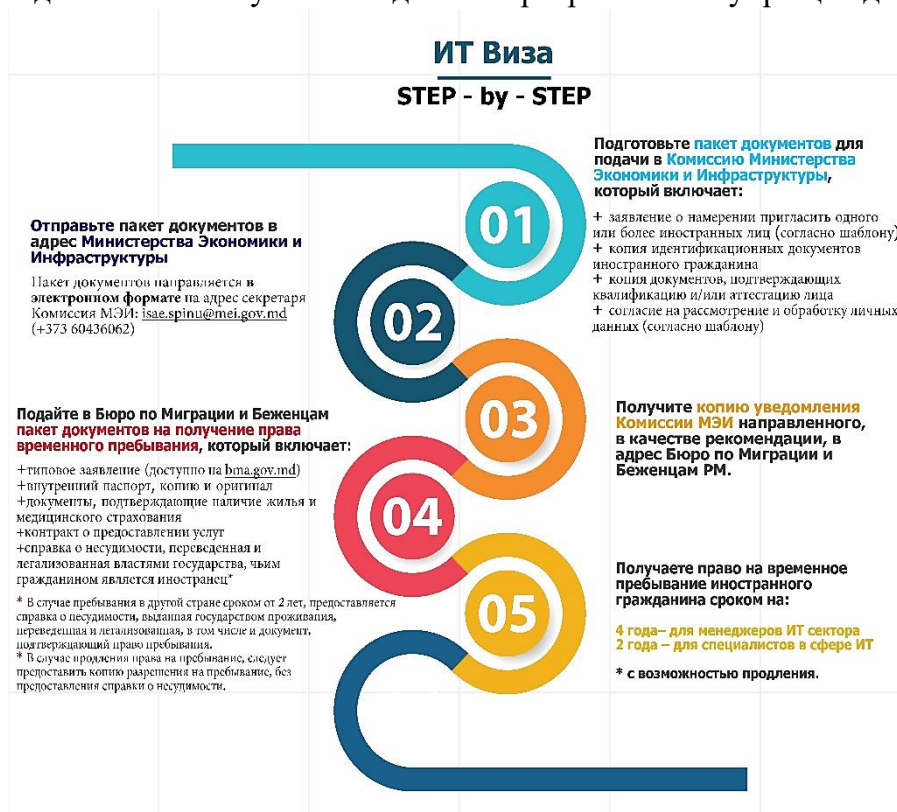 ИТ Виза
STEP - by - STEP
01
Подготовьте пакет документов для
подачи в Комиссию Министерства
Экономики и Инфраструктуры,
который включает:
+ заявление о намерении пригласить одного
или более иностранных лиц (согласно шаблону)
+ копия идентификационных документов
иностранного гражданина
+ копия документов, подтверждающих
квалификацию и/или аттестацию лица
+ согласие на рассмотрение и обработку личных
данных (согласно шаблону)
02
Отправьте пакет документов в
адрес Министерства Экономики и
Инфраструктуры
Пакет документов направляется в
электронном формате на адрес секретаря
Комиссия МЭИ: isae.spinu@mei.gov.md
(+373 60436062)
03
Получите копию уведомления
Комиссии МЭИ направленного,
в качестве рекомендации, в
адрес Бюро по Миграции и
Беженцам РМ.
04
Подайте в Бюро по Миграции и Беженцам
пакет документов на получение права
временного пребывания, который включает:
+типовое заявление (доступно на bma.gov.md)
+внутренний паспорт, копию и оригинал
+документы, подтверждающие наличие жилья и
медицинского страхования
+контракт о предоставлении услуг
+справка о несудимости, переведенная и
легализованная властями государства, чьим
гражданином является иностранец*
* В случае пребывания в другой стране сроком от 2 лет, предоставляется
справка о несудимости, выданная государством проживания,
переведенная и легализованная, в том числе и документ,
подтверждающий право пребывания.
* В случае продления права на пребывание, следует
предоставить копию разрешения на пребывание, без
предоставления справки о несудимости.
05
Получаете право на временное
пребывание иностранного
гражданина сроком на:
4 года– для менеджеров ИТ сектора
2 года – для специалистов в сфере ИТ
* с возможностью продления.